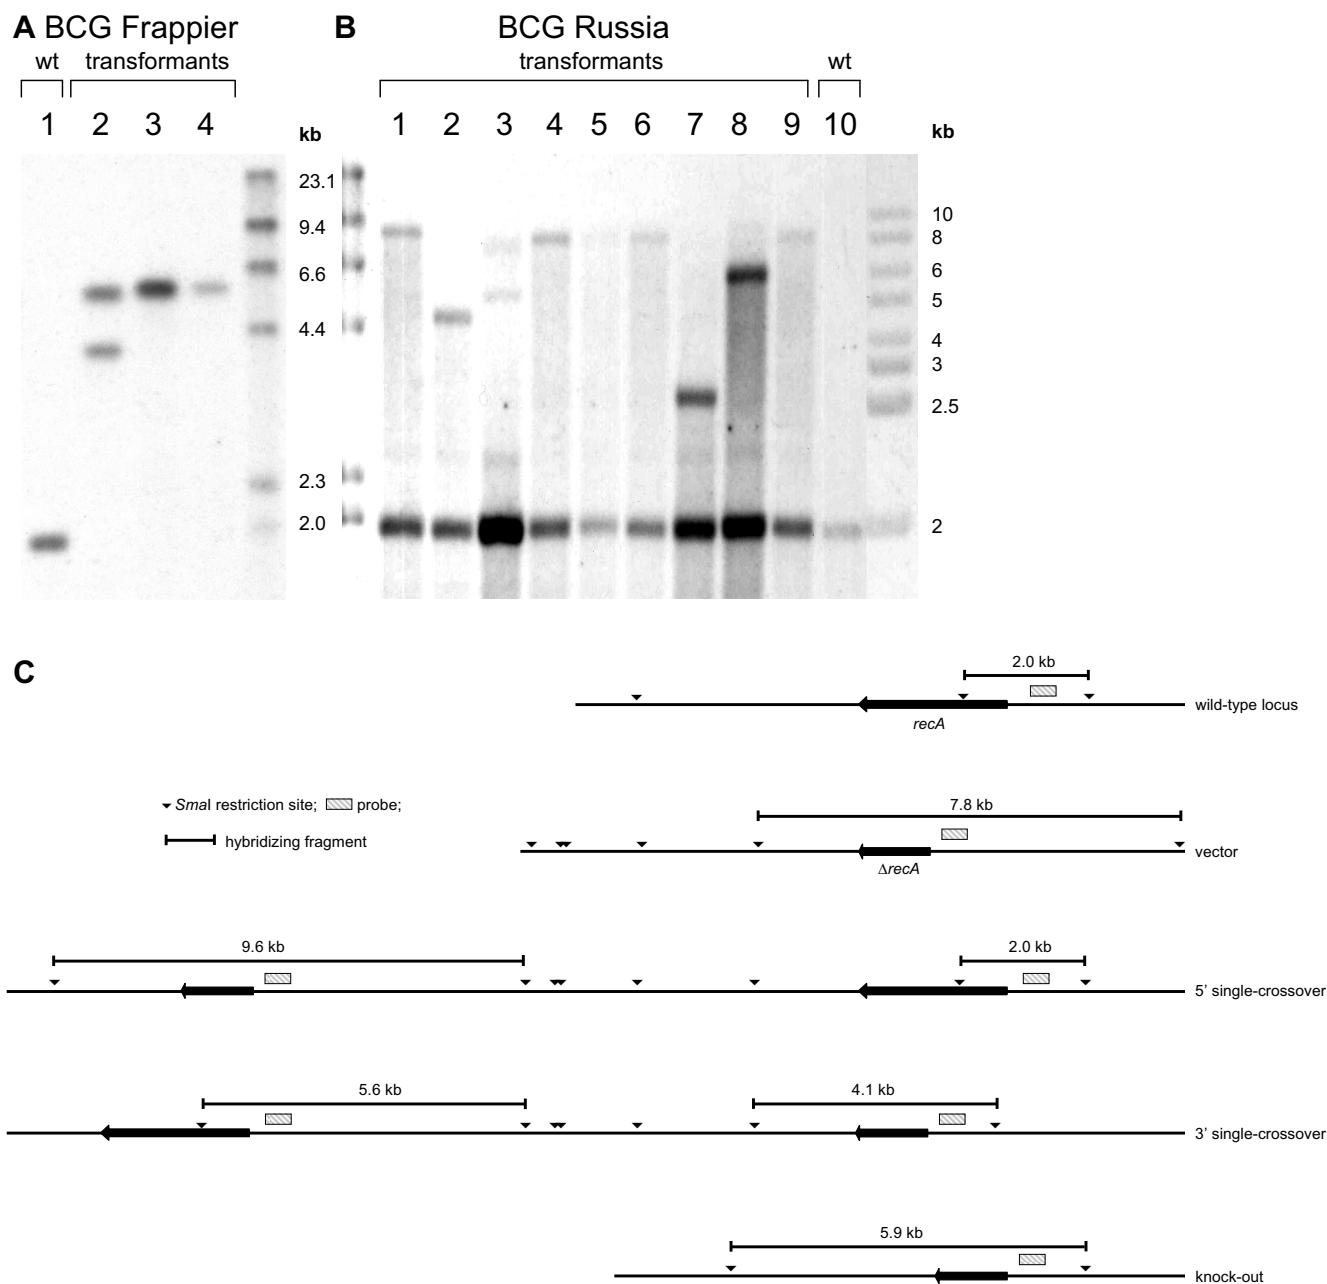 A BCG Frappier
B BCG Russia
wt transformants
transformants wt
1 2 3 4
kb
1 2 3 4 5 6 7 8 9 10
kb
23.1
9.4
6.6
4.4
2.3
2.0
10
8
6
5
4
3
2.5
2
C
2.0 kb
wild-type locus
recA
SmaI restriction site; probe;
hybridizing fragment
7.8 kb
vector
ΔrecA
9.6 kb 2.0 kb
5’ single-crossover
5.6 kb 4.1 kb
3’ single-crossover
5.9 kb
knock-out